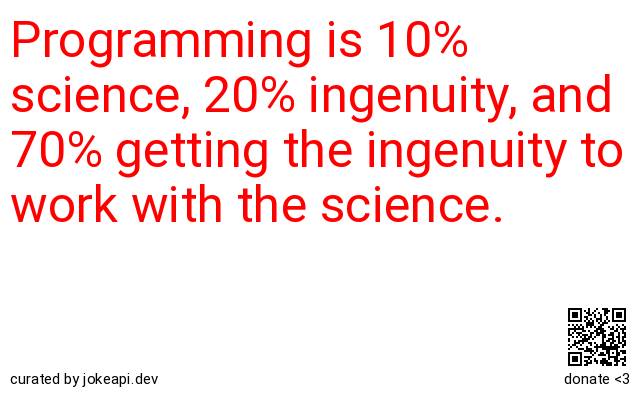 Programming is 10%
science, 20% ingenuity, and
70% getting the ingenuity to
work with the science.
curated by jokeapi.dev
donate <3